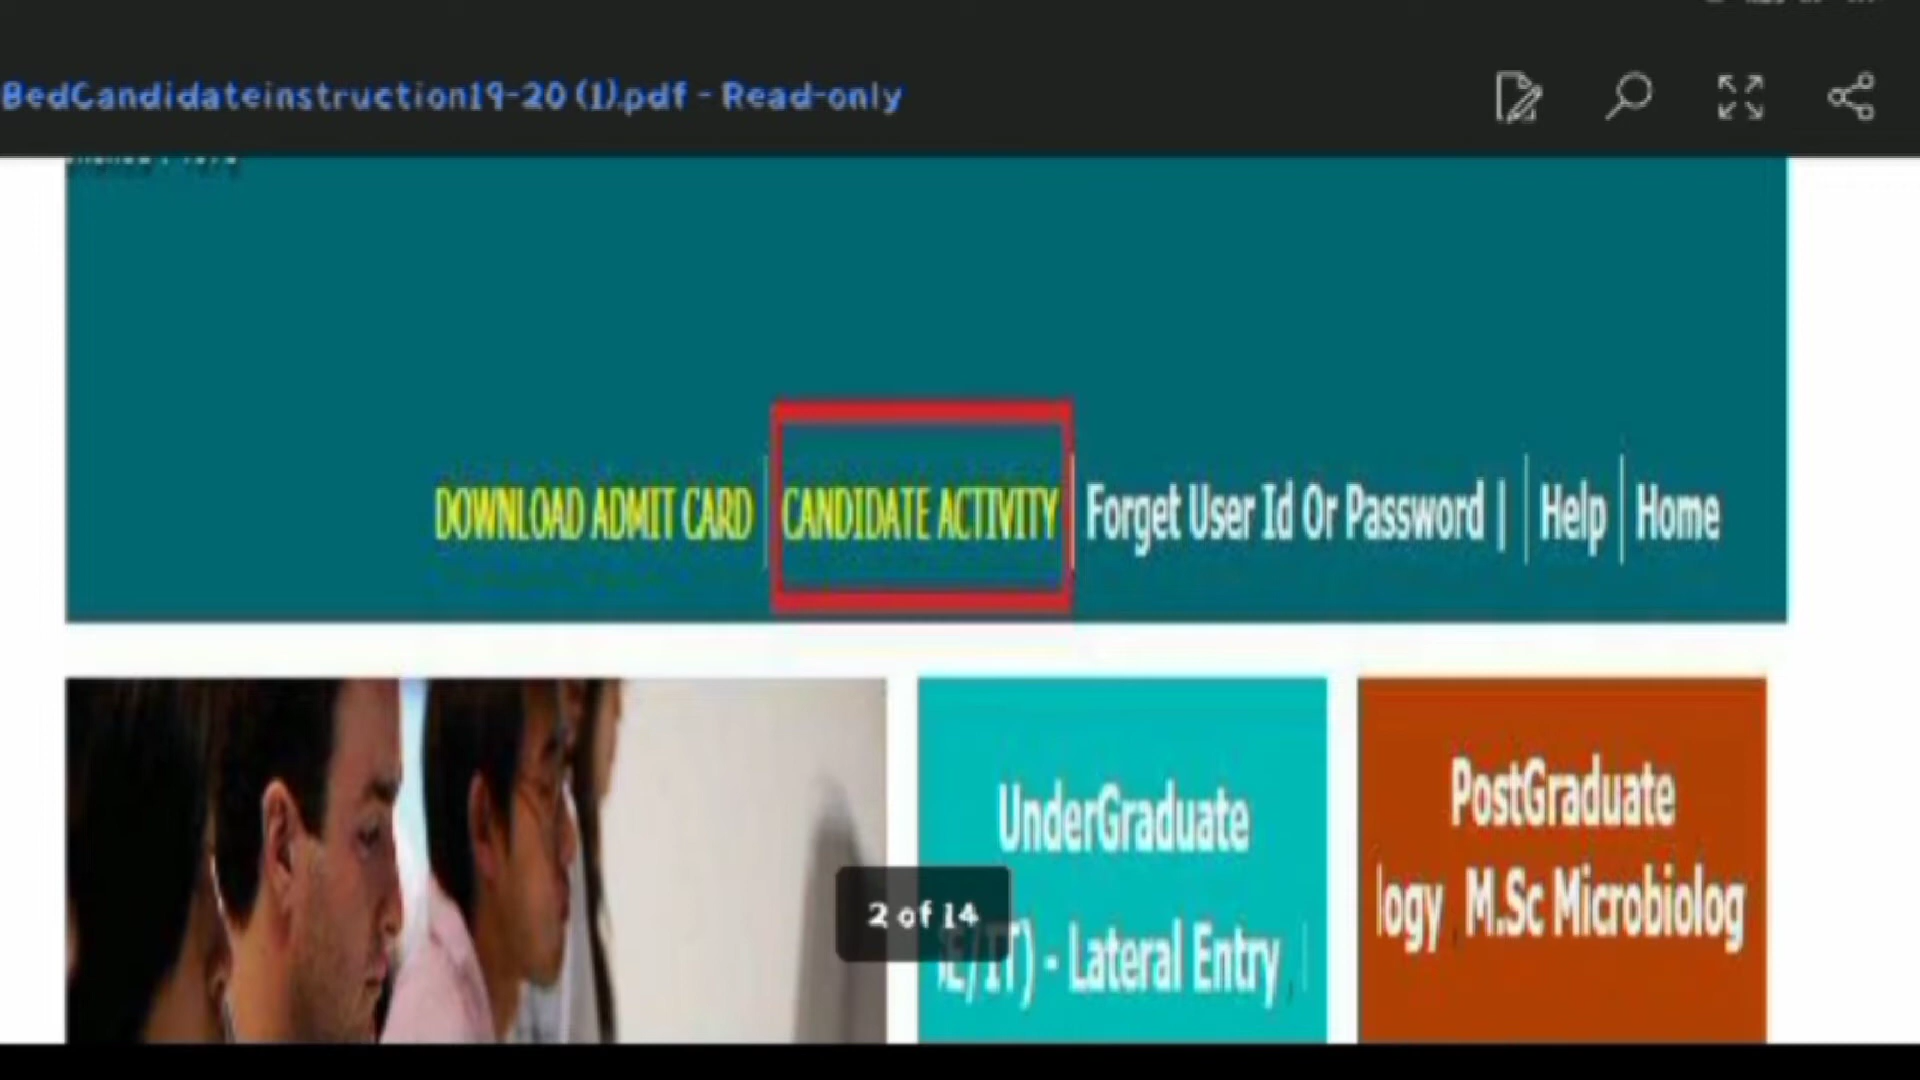 BedCandidateinstruction19-20 (1).pdf - Read-only
DOWNLOAD ADMIT CARD | CANDIDATE ACTIVITY | Forget User Id Or Password | | Help | Home
UnderGraduate
PostGraduate
logy , M.Sc Microbiolog
2 of 14
E/IT) - Lateral Entry ,